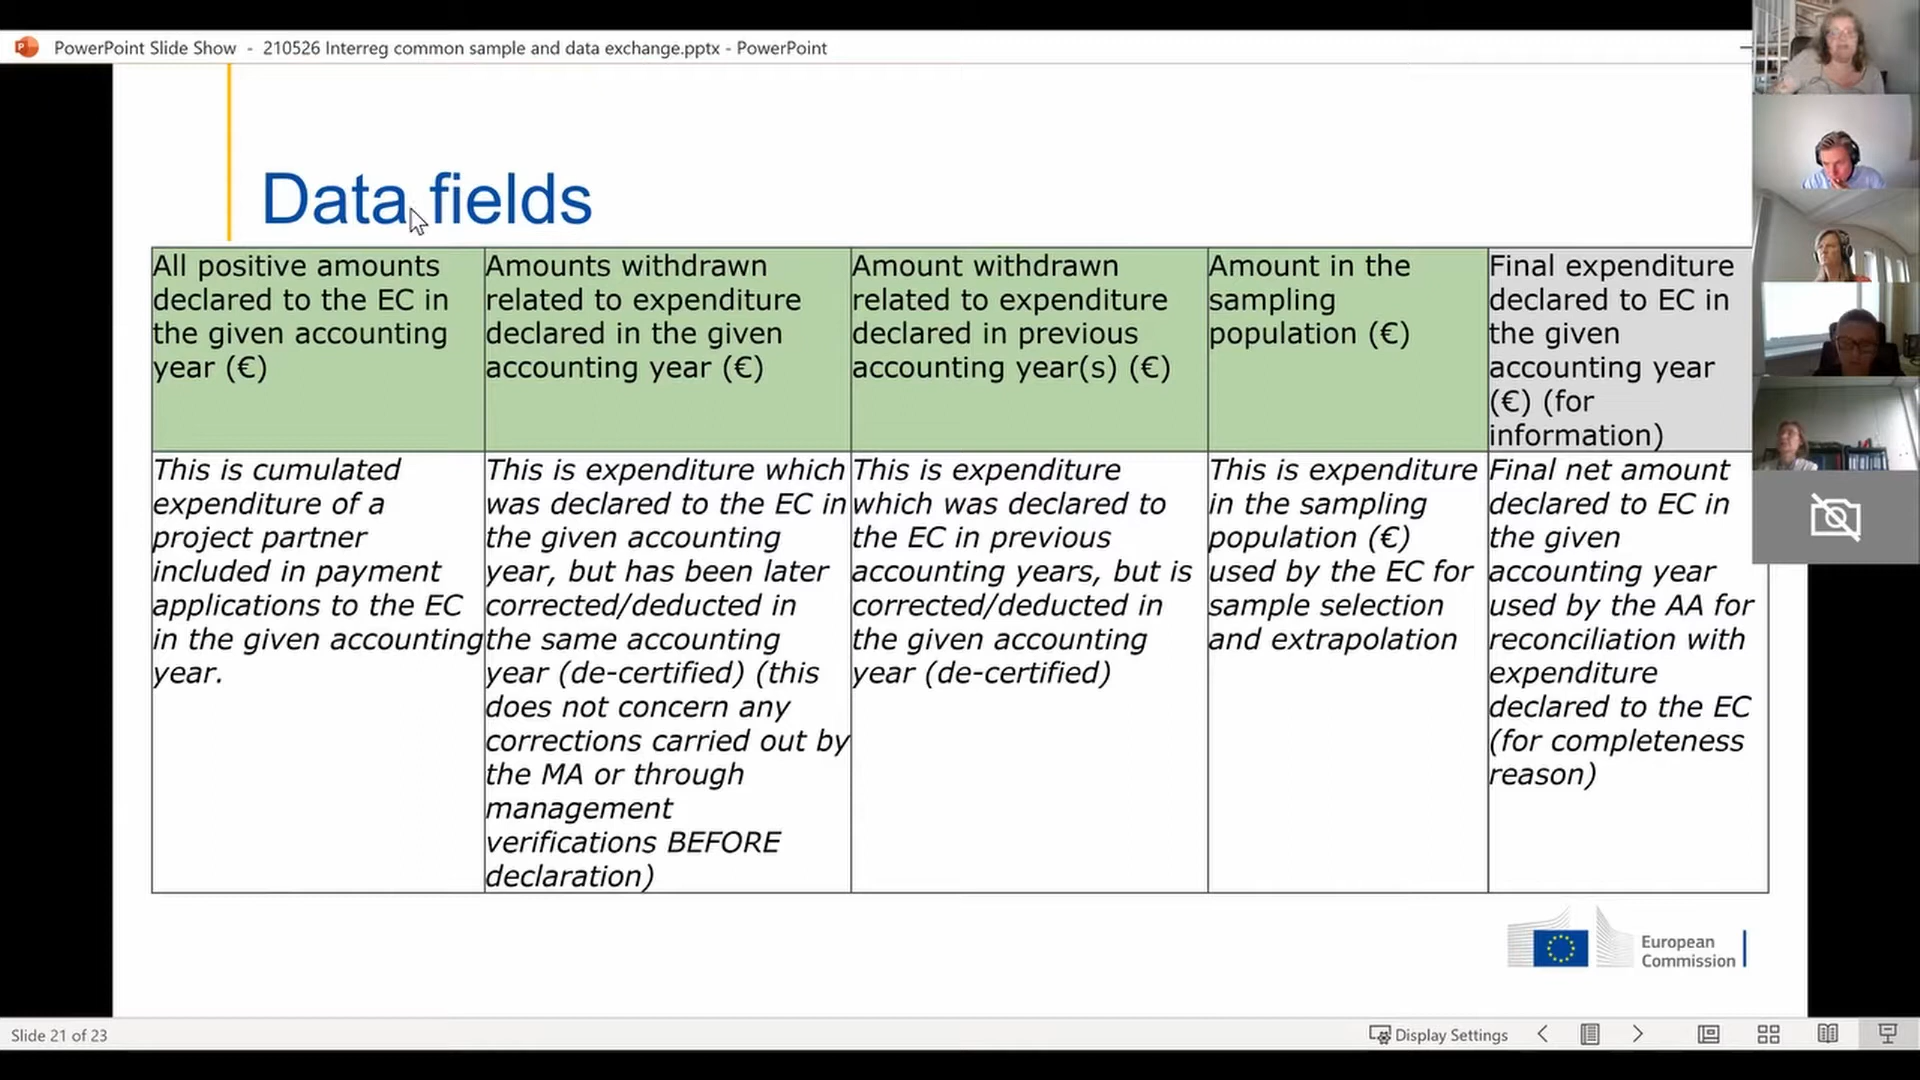 PowerPoint Slide Show - 210526 Interreg common sample and data exchange.pptx - PowerPoint
Data fields
All positive amounts
declared to the EC in
the given accounting
year (€)
Amounts withdrawn
related to expenditure
declared in the given
accounting year (€)
Amount withdrawn
related to expenditure
declared in previous
accounting year(s) (€)
Amount in the
sampling
population (€)
Final expenditure
declared to EC in
the given
accounting year
(€) (for
information)
This is cumulated
expenditure of a
project partner
included in payment
applications to the EC
in the given accounting
year.
This is expenditure which
was declared to the EC in
the given accounting
year, but has been later
corrected/deducted in
the same accounting
year (de-certified) (this
does not concern any
corrections carried out by
the MA or through
management
verifications BEFORE
declaration)
This is expenditure
which was declared to
the EC in previous
accounting years, but is
corrected/deducted in
the given accounting
year (de-certified)
This is expenditure
in the sampling
population (€)
used by the EC for
sample selection
and extrapolation
Final net amount
declared to EC in
the given
accounting year
used by the AA for
reconciliation with
expenditure
declared to the EC
(for completeness
reason)
European
Commission
Slide 21 of 23
Display Settings